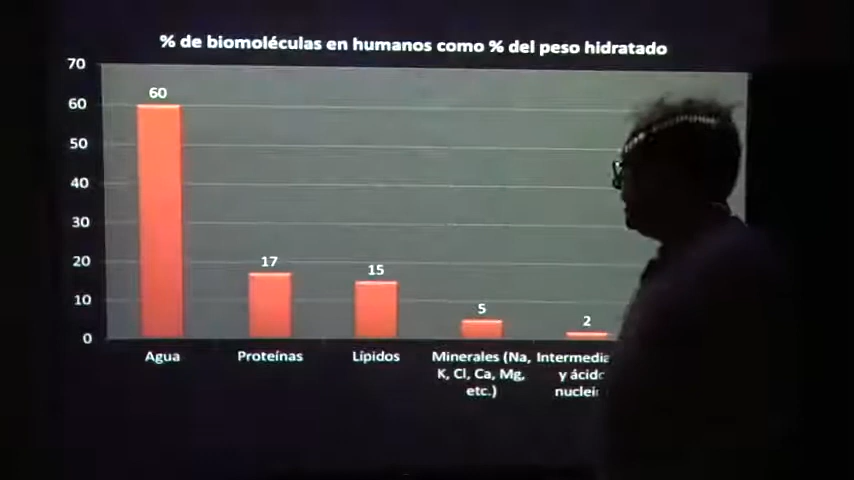 % de biomoléculas en humanos como % del peso hidratado
70
60
50
40
30
20
10
0
60
17
15
5
2
Agua
Proteínas
Lípidos
Minerales (Na,
K, Cl, Ca, Mg,
etc.)
y